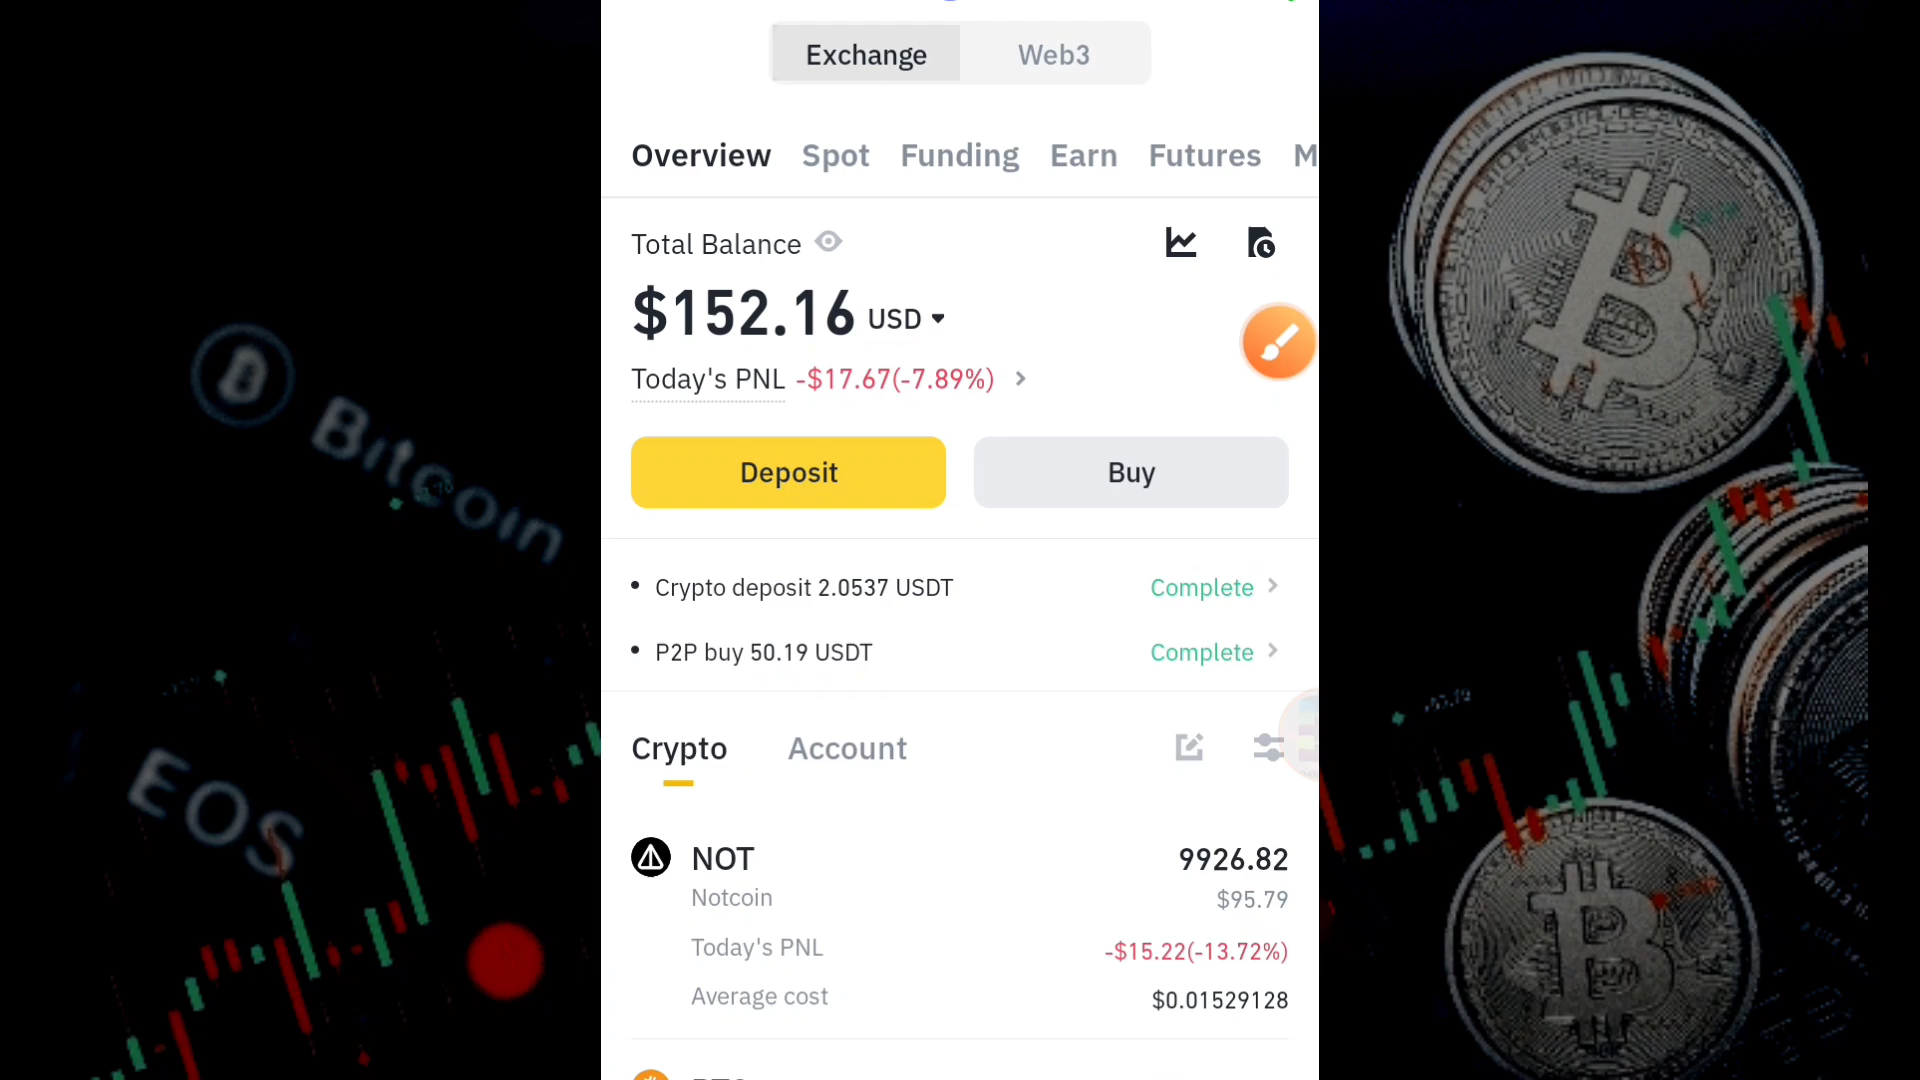 Exchange Web3
Overview Spot Funding Earn Futures M
Total Balance
$152.16 USD
Today's PNL -$17.67(-7.89%)
Deposit Buy
Crypto deposit 2.0537 USDT Complete
P2P buy 50.19 USDT Complete
Crypto Account
NOT 9926.82
Notcoin $95.79
Today's PNL -$15.22(-13.72%)
Average cost $0.01529128
Bitcoin
EOS